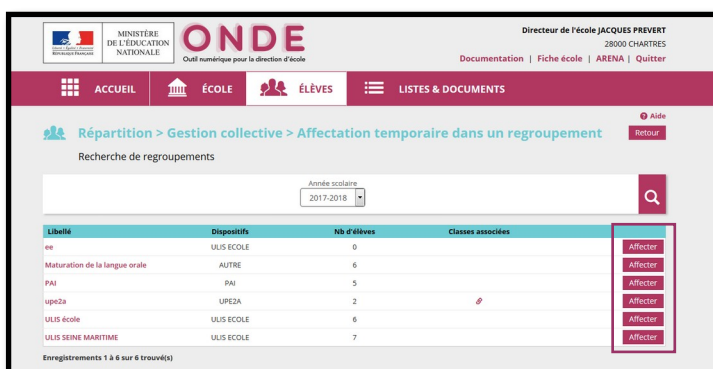 MINISTÈRE
DE L'ÉDUCATION
NATIONALE
ONDE
Outil numérique pour la direction d'école
Directeur de l'école JACQUES PREVERT
28000 CHARTRES
Documentation | Fiche école | ARENA | Quitter
ACCUEIL ÉCOLE ÉLÈVES LISTES & DOCUMENTS
Aide
Répartition > Gestion collective > Affectation temporaire dans un regroupement
Retour
Recherche de regroupements
Année scolaire
2017-2018
Libellé Dispositifs Nb d'élèves Classes associées
ee ULIS ECOLE 0 Affecter
Maturation de la langue orale AUTRE 6 Affecter
PAI PAI 5 Affecter
upe2a UPE2A 2 Affecter
ULIS école ULIS ECOLE 6 Affecter
ULIS SEINE MARITIME ULIS ECOLE 7 Affecter
Enregistrements 1 à 6 sur 6 trouvé(s)